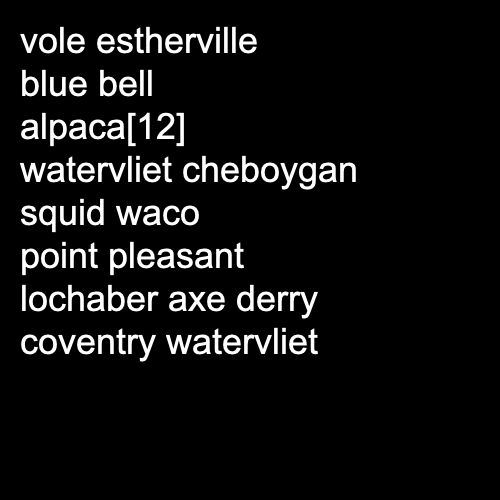 vole estherville
blue bell
alpaca[12]
watervliet cheboygan
squid waco
point pleasant
lochaber axe derry
coventry watervliet